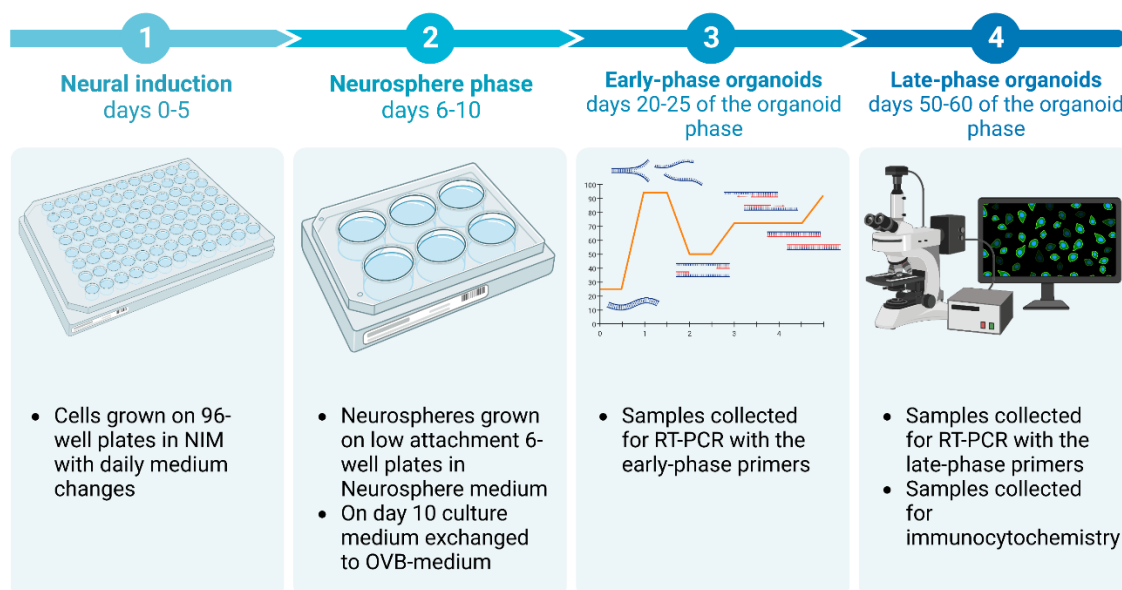 1
Neural induction
days 0-5
2
Neurosphere phase
days 6-10
3
Early-phase organoids
days 20-25 of the organoid
phase
4
Late-phase organoids
days 50-60 of the organoid
phase
100
90
80
70
60
50
40
30
20
10
0
0
1
2
3
4
• Cells grown on 96-
well plates in NIM
with daily medium
changes
• Neurospheres grown
on low attachment 6-
well plates in
Neurosphere medium
• On day 10 culture
medium exchanged
to OVB-medium
• Samples collected
for RT-PCR with the
early-phase primers
• Samples collected
for RT-PCR with the
late-phase primers
• Samples collected
for
immunocytochemistry